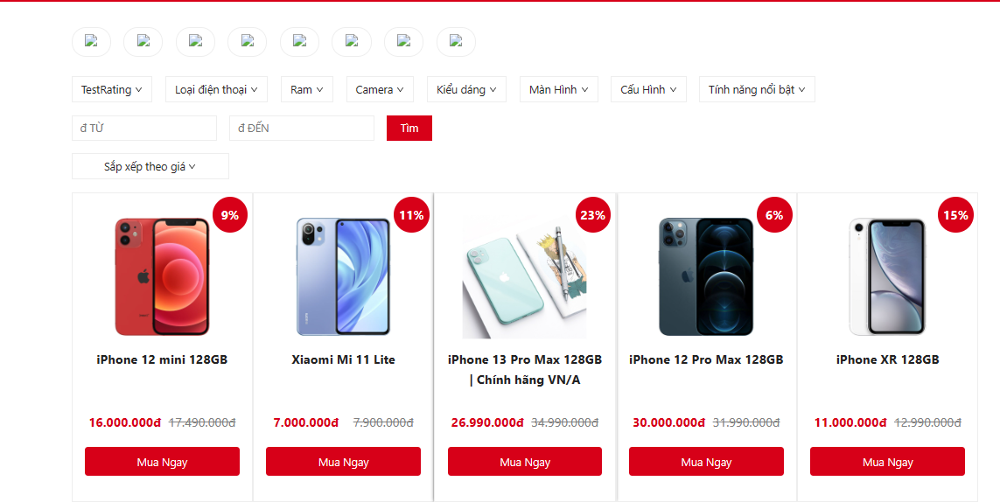 TestRating Loại điện thoại Ram Camera Kiểu dáng Màn Hình Cấu Hình Tính năng nổi bật
đ TỪ đ ĐẾN Tìm
Sắp xếp theo giá
9% 11% 23% 6% 15%
iPhone 12 mini 128GB Xiaomi Mi 11 Lite iPhone 13 Pro Max 128GB iPhone 12 Pro Max 128GB iPhone XR 128GB
| Chính hãng VN/A
16.000.000đ 17.490.000đ 7.000.000đ 7.900.000đ 26.990.000đ 34.990.000đ 30.000.000đ 31.990.000đ 11.000.000đ 12.990.000đ
Mua Ngay Mua Ngay Mua Ngay Mua Ngay Mua Ngay